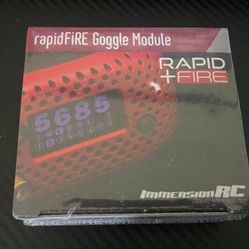 rapidFiRE Goggle Module
RAPID
+FIRE
5685
ImmersionRC